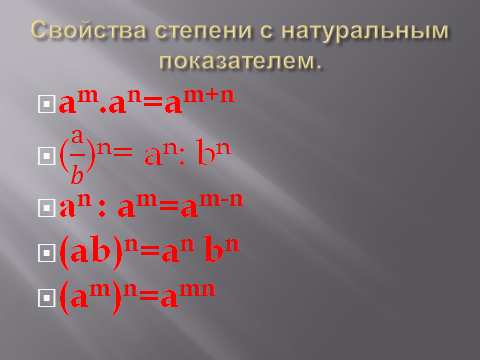 Свойства степени с натуральным
показателем.
aᵐ.aⁿ=aᵐ⁺ⁿ
(a/b)ⁿ= aⁿ: bⁿ
aⁿ : aᵐ=aᵐ⁻ⁿ
(ab)ⁿ=aⁿ bⁿ
(aᵐ)ⁿ=aᵐⁿ